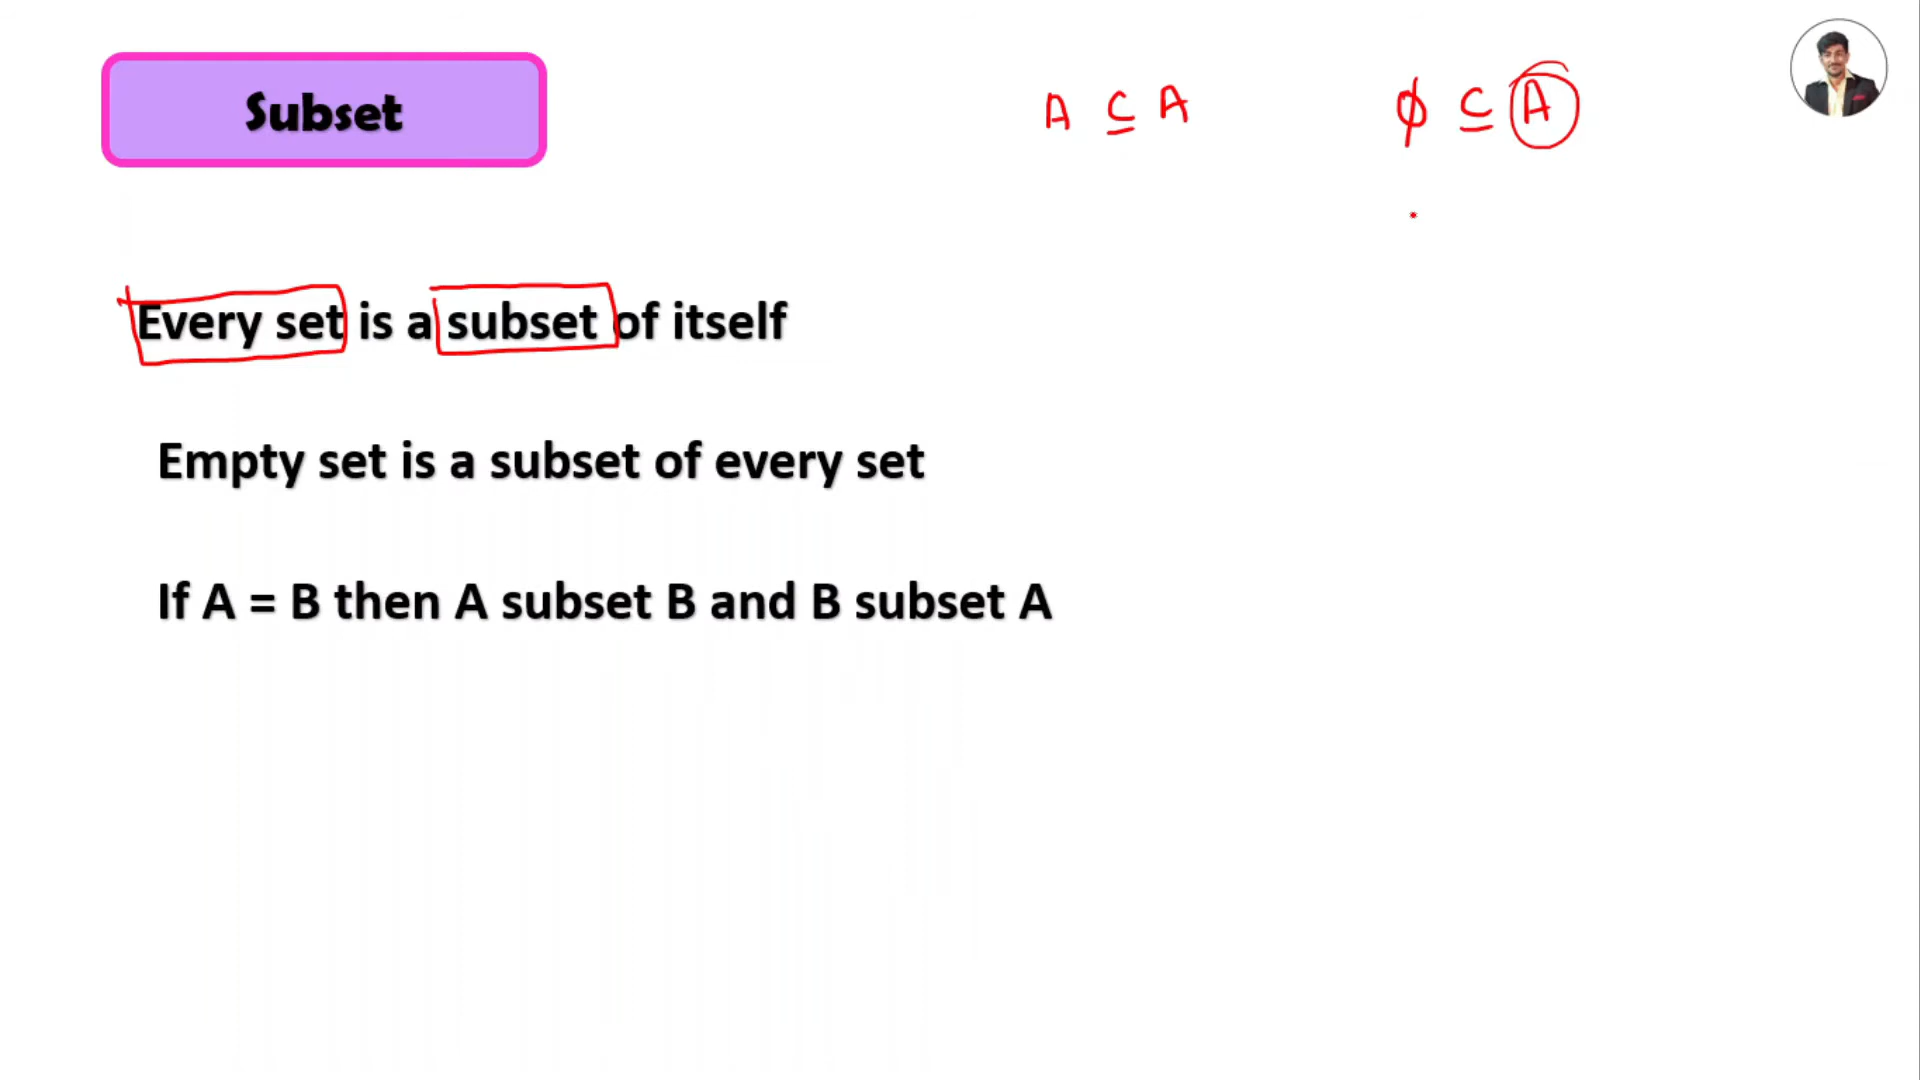 Subset
A ⊆ A
ϕ ⊆ A
Every set is a subset of itself
Empty set is a subset of every set
If A = B then A subset B and B subset A